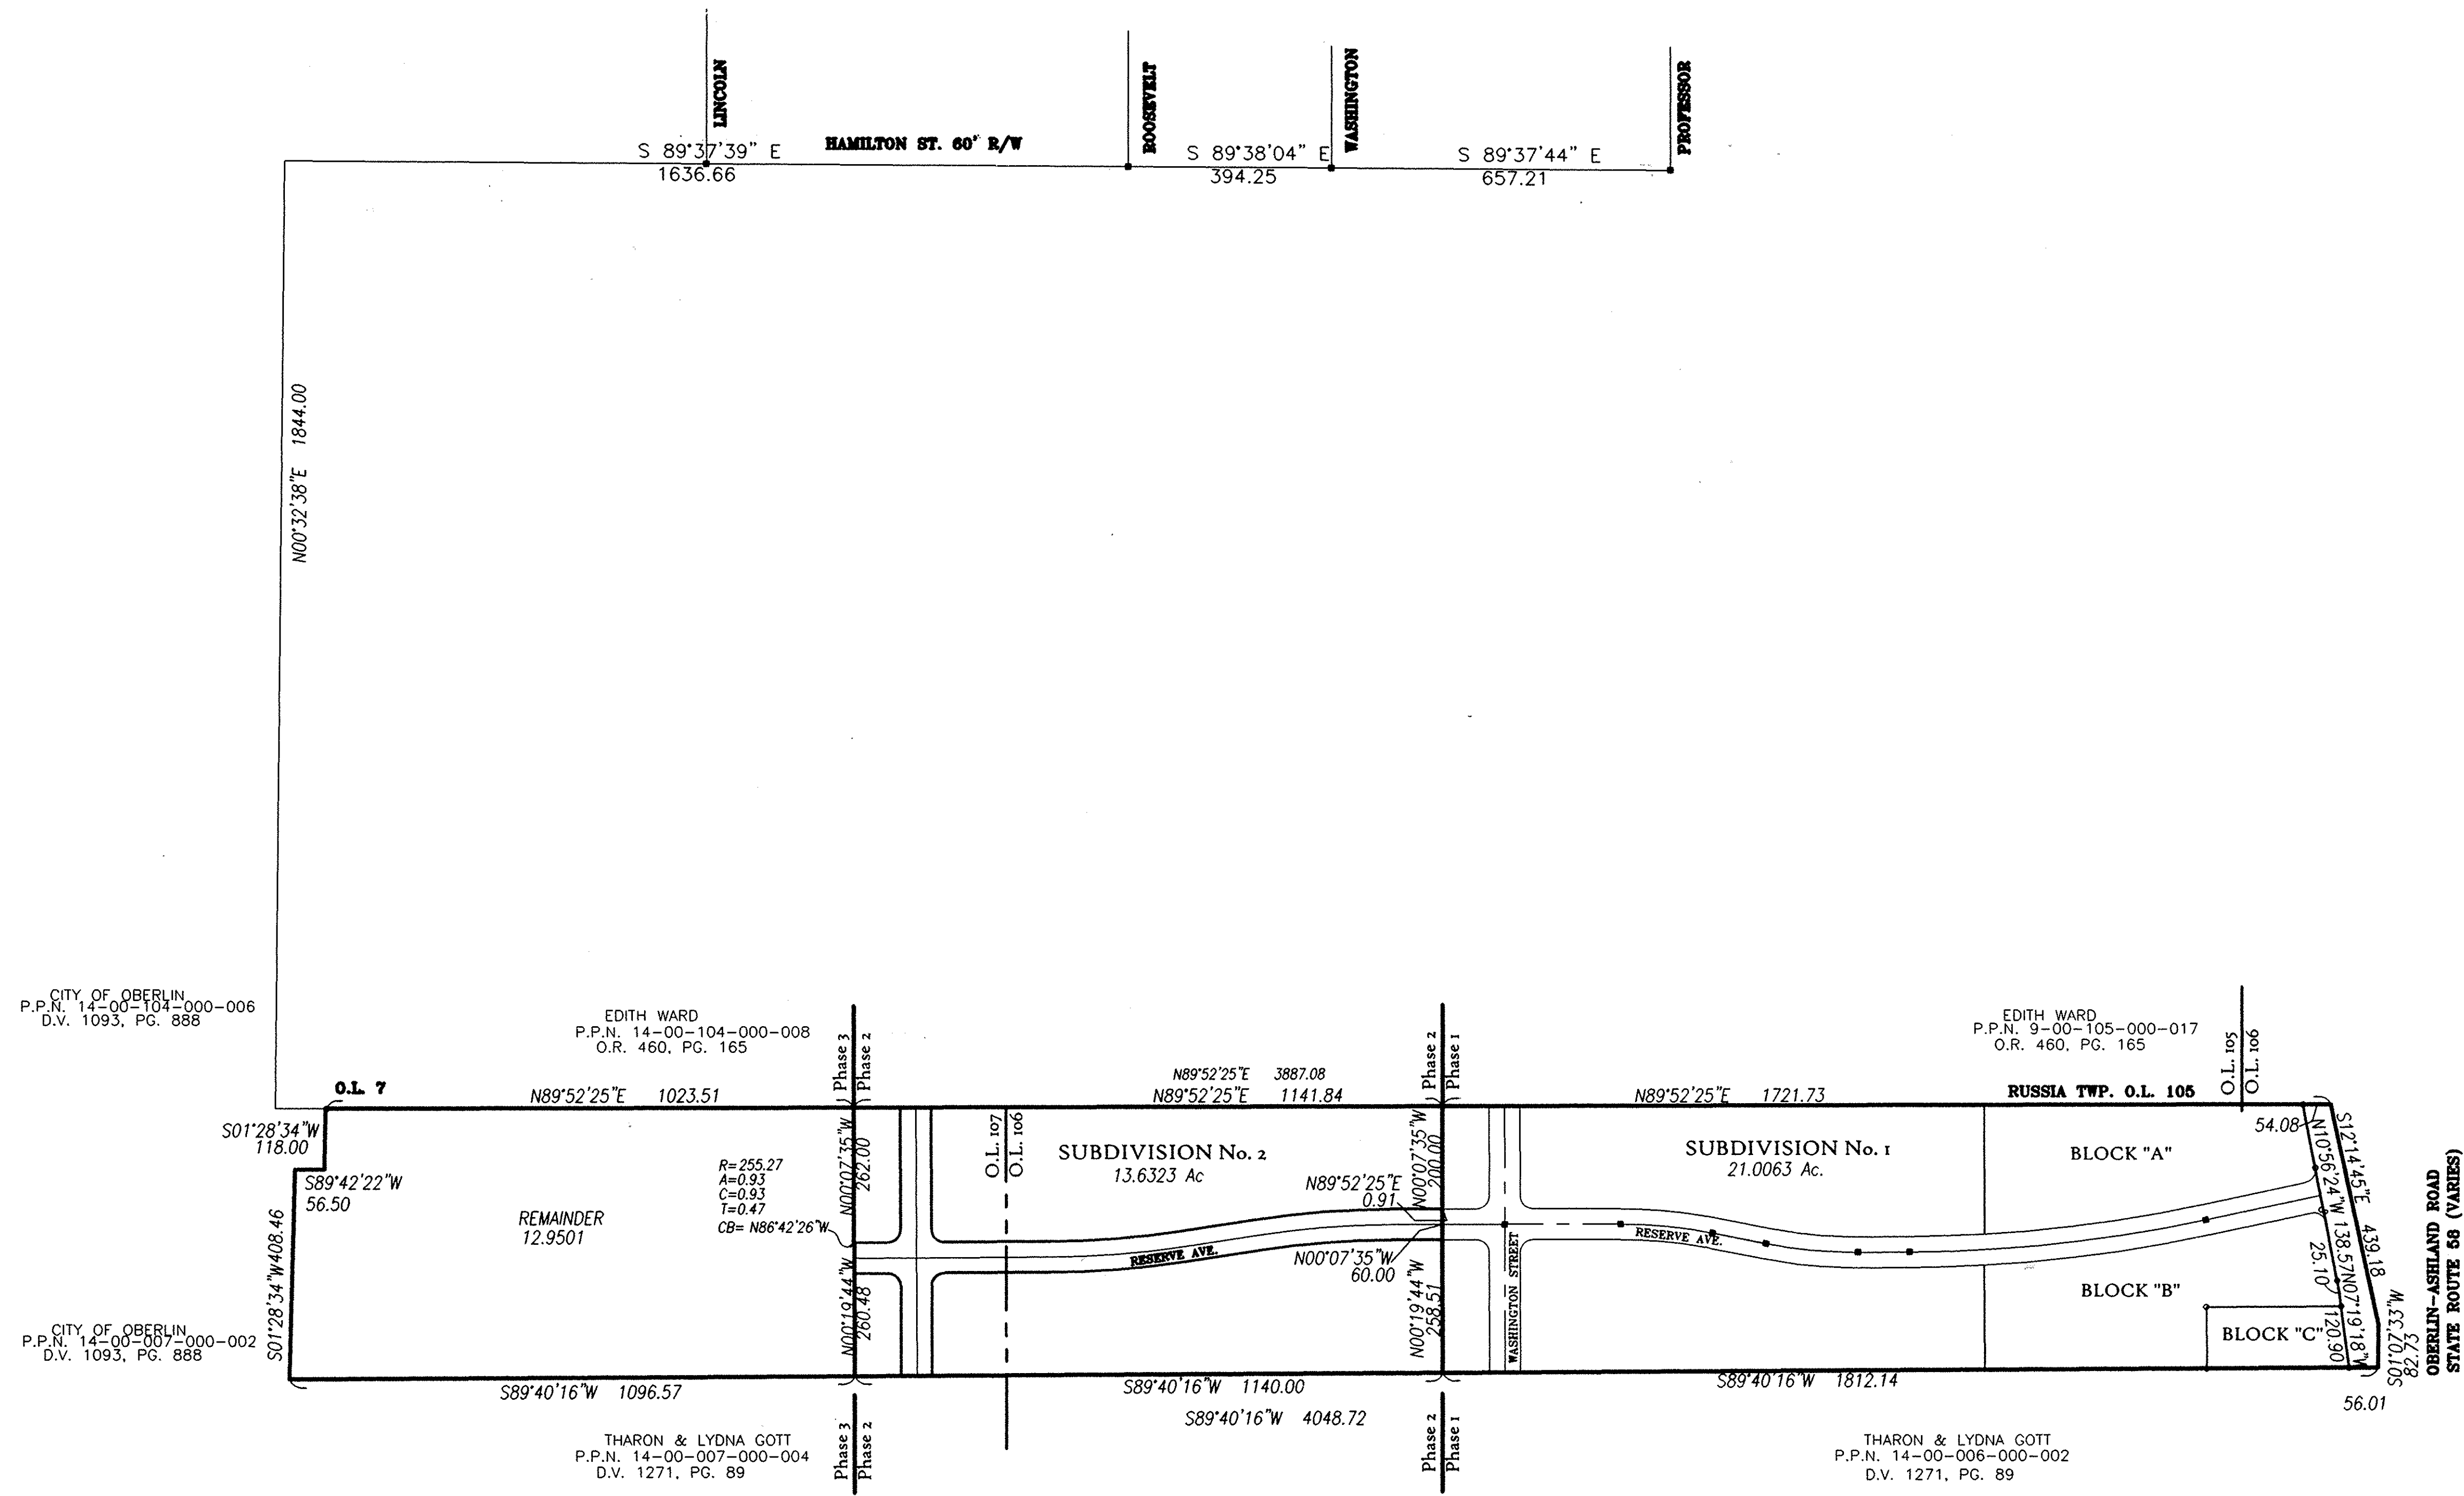 LINCOLN
ROOSEVELT
WASHINGTON
PROFESSOR
HAMILTON ST. 60' R/W
S 89°37'39" E
1636.66
S 89°38'04" E
394.25
S 89°37'44" E
657.21
N00°32'38"E 1844.00
CITY OF OBERLIN
P.P.N. 14-00-104-000-006
D.V. 1093, PG. 888
EDITH WARD
P.P.N. 14-00-104-000-008
O.R. 460, PG. 165
Phase 3
Phase 2
Phase 2
Phase 1
EDITH WARD
P.P.N. 9-00-105-000-017
O.R. 460, PG. 165
O.L. 105
O.L. 106
O.L. 7
N89°52'25"E 1023.51
N89°52'25"E 3887.08
N89°52'25"E 1141.84
N89°52'25"E 1721.73
RUSSIA TWP. O.L. 105
S01°28'34"W
118.00
S89°42'22"W
56.50
S01°28'34"W 408.46
REMAINDER
12.9501
R=255.27
A=0.93
C=0.93
T=0.47
CB= N86°42'26"W
N00°07'35"W
262.00
N00°19'44"W
260.48
O.L. 107
O.L. 106
SUBDIVISION No. 2
13.6323 Ac
RESERVE AVE.
N89°52'25"E
0.91
N00°07'35"W
60.00
N00°07'35"W
200.00
N00°19'44"W
258.51
WASHINGTON STREET
SUBDIVISION No. 1
21.0063 Ac.
RESERVE AVE.
BLOCK "A"
BLOCK "B"
BLOCK "C"
54.08
N10°56'24"W 138.57
25.10
N07°19'18"W
120.90
S12°14'45"E 439.18
S01°07'33"W
82.73
56.01
OBERLIN-ASHLAND ROAD
STATE ROUTE 58 (VARIES)
CITY OF OBERLIN
P.P.N. 14-00-007-000-002
D.V. 1093, PG. 888
S89°40'16"W 1096.57
S89°40'16"W 1140.00
S89°40'16"W 4048.72
S89°40'16"W 1812.14
THARON & LYDNA GOTT
P.P.N. 14-00-007-000-004
D.V. 1271, PG. 89
Phase 3
Phase 2
Phase 2
Phase 1
THARON & LYDNA GOTT
P.P.N. 14-00-006-000-002
D.V. 1271, PG. 89